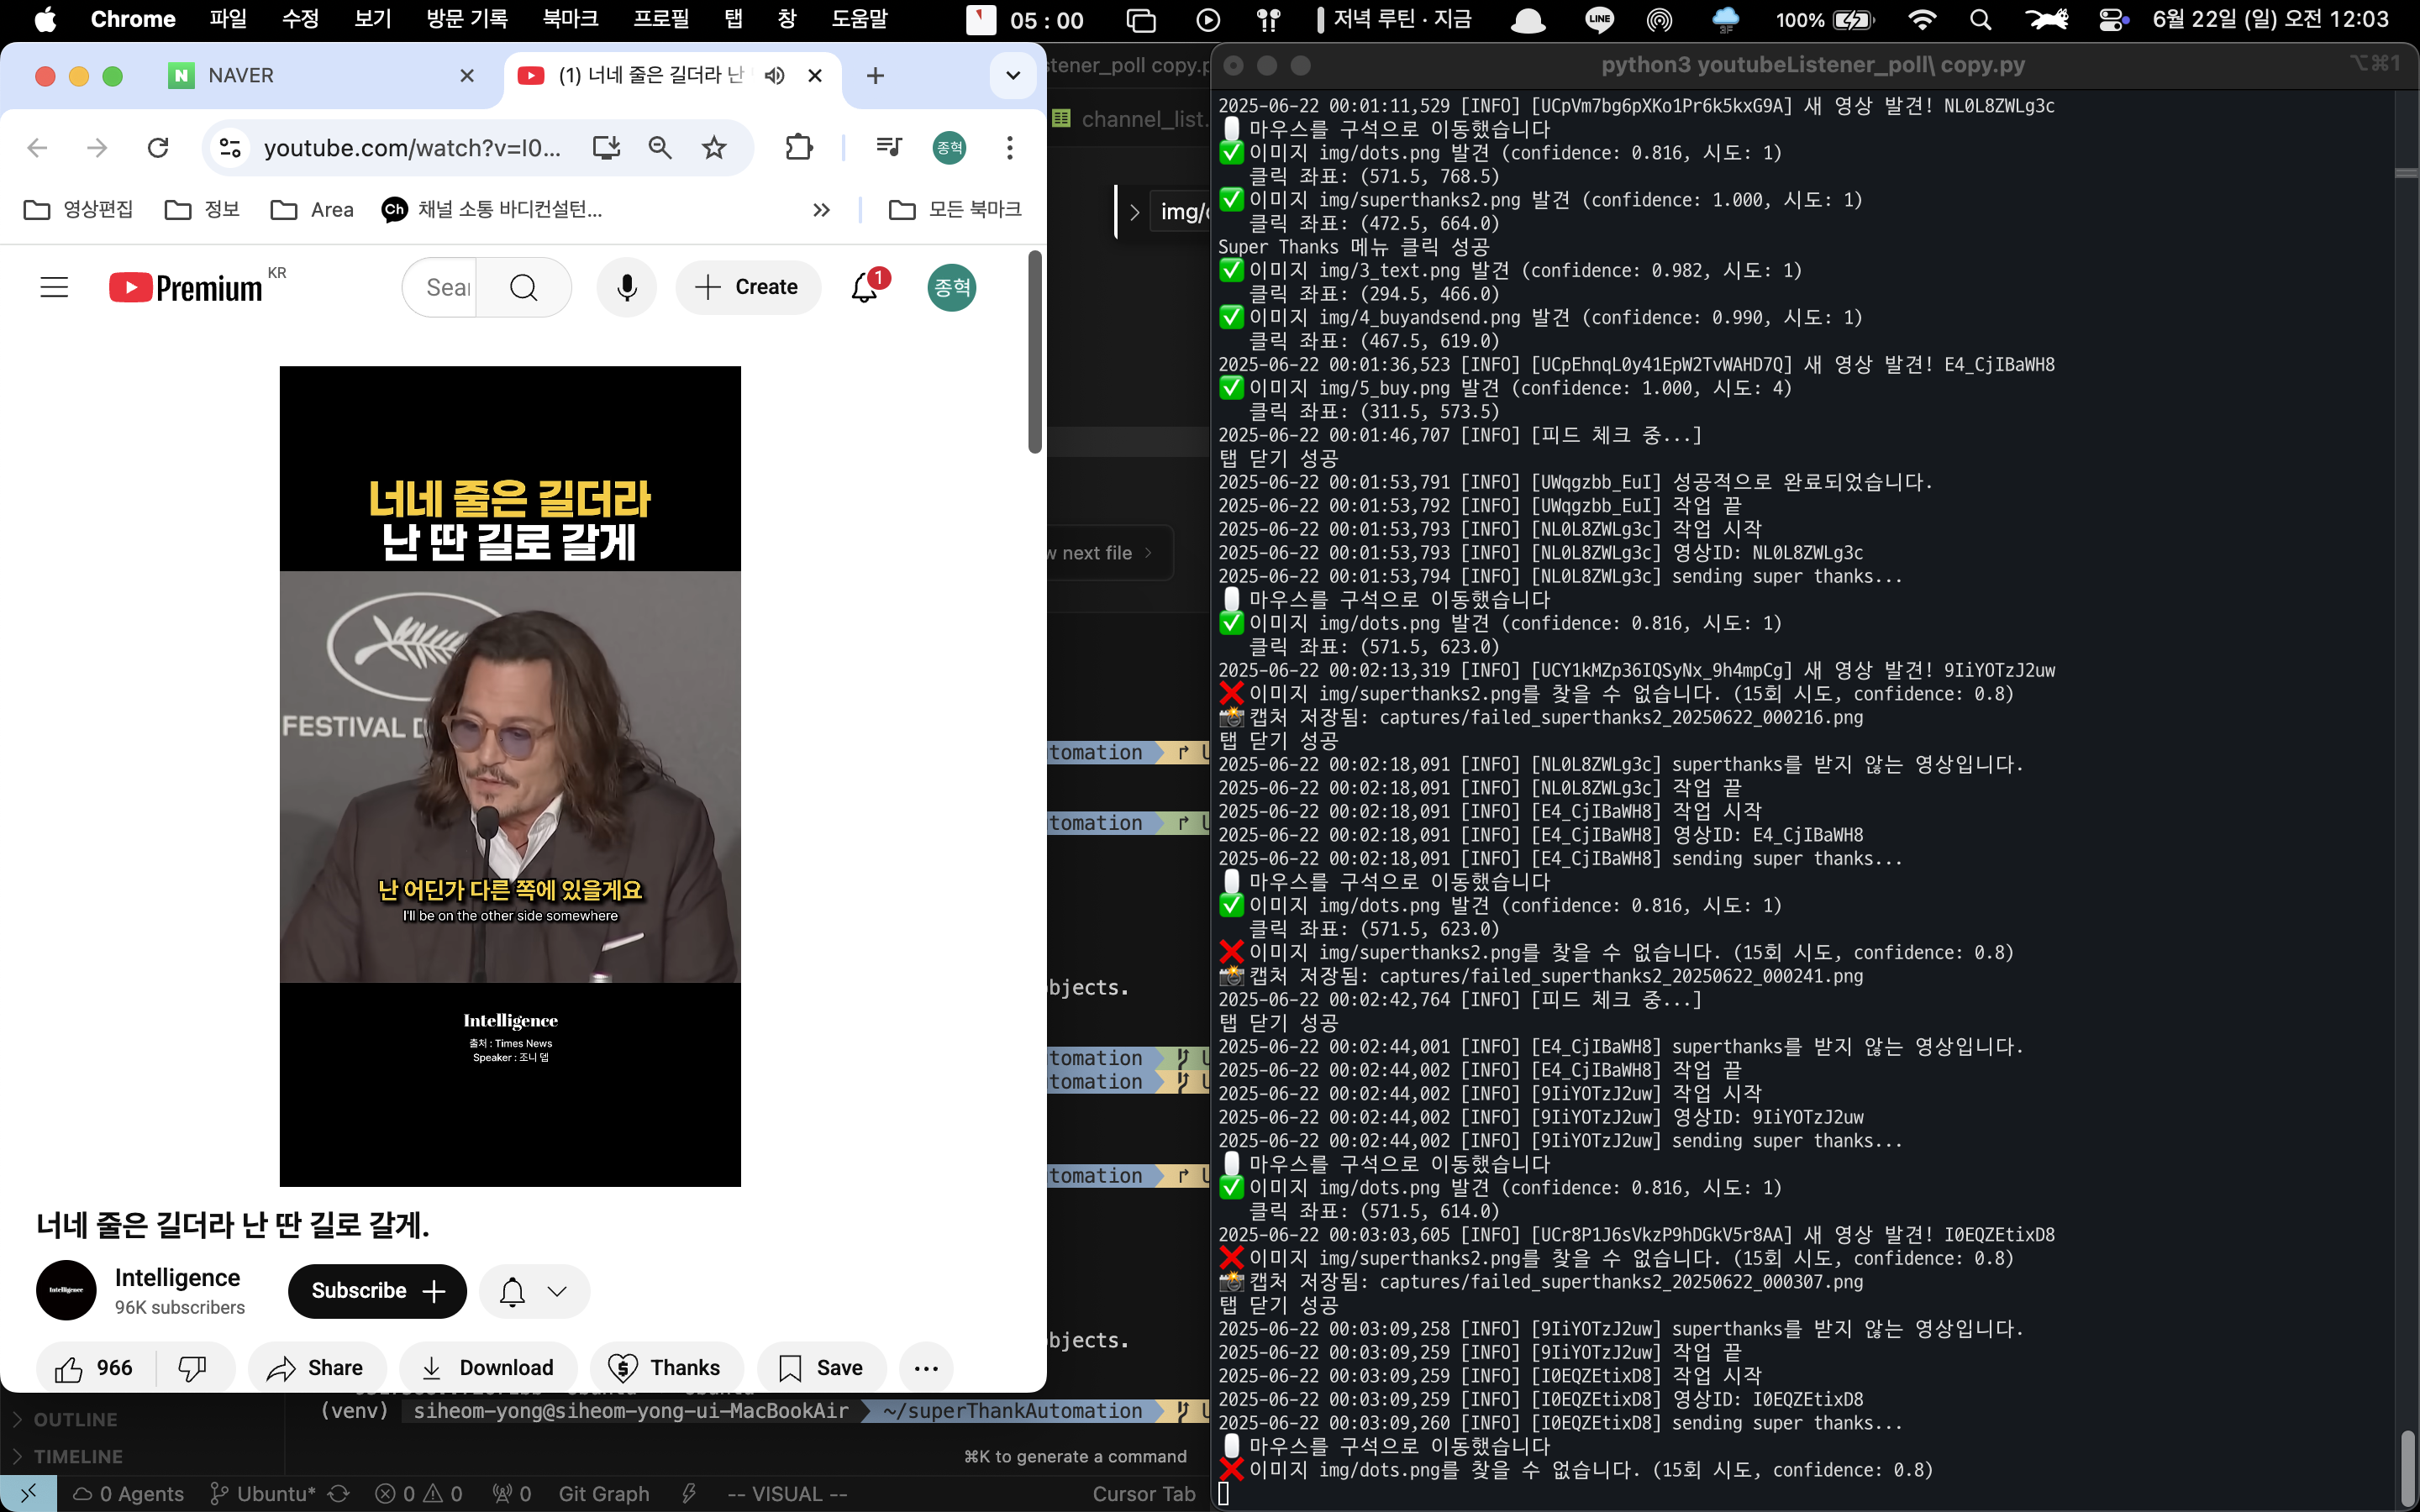 Chrome 파일 수정 보기 방문 기록 북마크 프로필 탭 창 도움말 05 : 00 저녁 루틴 · 지금 LINE 3F 100% 6월 22일 (일) 오전 12:03
N NAVER
(1) 너네 줄은 길더라 난
youtube.com/watch?v=I0... 종혁
영상편집 정보 Area Ch 채널 소통 바디컨설턴... » 모든 북마크
Premium KR Sear Create 1 종혁
너네 줄은 길더라
난 딴 길로 갈게
FESTIVAL D
난 어딘가 다른 쪽에 있을게요
I'll be on the other side somewhere
Intelligence
출처 : Times News
Speaker : 조니 뎁
너네 줄은 길더라 난 딴 길로 갈게.
Intelligence
96K subscribers
Subscribe
966 Share Download Thanks Save
stener_poll copy.p
channel_list.
img/
w next file
tomation
tomation
bjects.
tomation
tomation
tomation
bjects.
(venv) siheom-yong@siheom-yong-ui-MacBookAir ~/superThankAutomation
OUTLINE
TIMELINE
⌘K to generate a command
0 Agents Ubuntu* 0 0 0 Git Graph -- VISUAL -- Cursor Tab
python3 youtubeListener_poll\ copy.py ⌥⌘1
2025-06-22 00:01:11,529 [INFO] [UCpVm7bg6pXKo1Pr6k5kxG9A] 새 영상 발견! NL0L8ZWLg3c
마우스를 구석으로 이동했습니다
✅ 이미지 img/dots.png 발견 (confidence: 0.816, 시도: 1)
클릭 좌표: (571.5, 768.5)
✅ 이미지 img/superthanks2.png 발견 (confidence: 1.000, 시도: 1)
클릭 좌표: (472.5, 664.0)
Super Thanks 메뉴 클릭 성공
✅ 이미지 img/3_text.png 발견 (confidence: 0.982, 시도: 1)
클릭 좌표: (294.5, 466.0)
✅ 이미지 img/4_buyandsend.png 발견 (confidence: 0.990, 시도: 1)
클릭 좌표: (467.5, 619.0)
2025-06-22 00:01:36,523 [INFO] [UCpEhnqL0y41EpW2TvWAHD7Q] 새 영상 발견! E4_CjIBaWH8
✅ 이미지 img/5_buy.png 발견 (confidence: 1.000, 시도: 4)
클릭 좌표: (311.5, 573.5)
2025-06-22 00:01:46,707 [INFO] [피드 체크 중...]
탭 닫기 성공
2025-06-22 00:01:53,791 [INFO] [UWqgzbb_EuI] 성공적으로 완료되었습니다.
2025-06-22 00:01:53,792 [INFO] [UWqgzbb_EuI] 작업 끝
2025-06-22 00:01:53,793 [INFO] [NL0L8ZWLg3c] 작업 시작
2025-06-22 00:01:53,793 [INFO] [NL0L8ZWLg3c] 영상ID: NL0L8ZWLg3c
2025-06-22 00:01:53,794 [INFO] [NL0L8ZWLg3c] sending super thanks...
마우스를 구석으로 이동했습니다
✅ 이미지 img/dots.png 발견 (confidence: 0.816, 시도: 1)
클릭 좌표: (571.5, 623.0)
2025-06-22 00:02:13,319 [INFO] [UCY1kMZp36IQSyNx_9h4mpCg] 새 영상 발견! 9IiYOTzJ2uw
❌ 이미지 img/superthanks2.png를 찾을 수 없습니다. (15회 시도, confidence: 0.8)
📸 캡처 저장됨: captures/failed_superthanks2_20250622_000216.png
탭 닫기 성공
2025-06-22 00:02:18,091 [INFO] [NL0L8ZWLg3c] superthanks를 받지 않는 영상입니다.
2025-06-22 00:02:18,091 [INFO] [NL0L8ZWLg3c] 작업 끝
2025-06-22 00:02:18,091 [INFO] [E4_CjIBaWH8] 작업 시작
2025-06-22 00:02:18,091 [INFO] [E4_CjIBaWH8] 영상ID: E4_CjIBaWH8
2025-06-22 00:02:18,091 [INFO] [E4_CjIBaWH8] sending super thanks...
마우스를 구석으로 이동했습니다
✅ 이미지 img/dots.png 발견 (confidence: 0.816, 시도: 1)
클릭 좌표: (571.5, 623.0)
❌ 이미지 img/superthanks2.png를 찾을 수 없습니다. (15회 시도, confidence: 0.8)
📸 캡처 저장됨: captures/failed_superthanks2_20250622_000241.png
2025-06-22 00:02:42,764 [INFO] [피드 체크 중...]
탭 닫기 성공
2025-06-22 00:02:44,001 [INFO] [E4_CjIBaWH8] superthanks를 받지 않는 영상입니다.
2025-06-22 00:02:44,002 [INFO] [E4_CjIBaWH8] 작업 끝
2025-06-22 00:02:44,002 [INFO] [9IiYOTzJ2uw] 작업 시작
2025-06-22 00:02:44,002 [INFO] [9IiYOTzJ2uw] 영상ID: 9IiYOTzJ2uw
2025-06-22 00:02:44,002 [INFO] [9IiYOTzJ2uw] sending super thanks...
마우스를 구석으로 이동했습니다
✅ 이미지 img/dots.png 발견 (confidence: 0.816, 시도: 1)
클릭 좌표: (571.5, 614.0)
2025-06-22 00:03:03,605 [INFO] [UCr8P1J6sVkzP9hDGkV5r8AA] 새 영상 발견! I0EQZEtixD8
❌ 이미지 img/superthanks2.png를 찾을 수 없습니다. (15회 시도, confidence: 0.8)
📸 캡처 저장됨: captures/failed_superthanks2_20250622_000307.png
탭 닫기 성공
2025-06-22 00:03:09,258 [INFO] [9IiYOTzJ2uw] superthanks를 받지 않는 영상입니다.
2025-06-22 00:03:09,259 [INFO] [9IiYOTzJ2uw] 작업 끝
2025-06-22 00:03:09,259 [INFO] [I0EQZEtixD8] 작업 시작
2025-06-22 00:03:09,259 [INFO] [I0EQZEtixD8] 영상ID: I0EQZEtixD8
2025-06-22 00:03:09,260 [INFO] [I0EQZEtixD8] sending super thanks...
마우스를 구석으로 이동했습니다
❌ 이미지 img/dots.png를 찾을 수 없습니다. (15회 시도, confidence: 0.8)